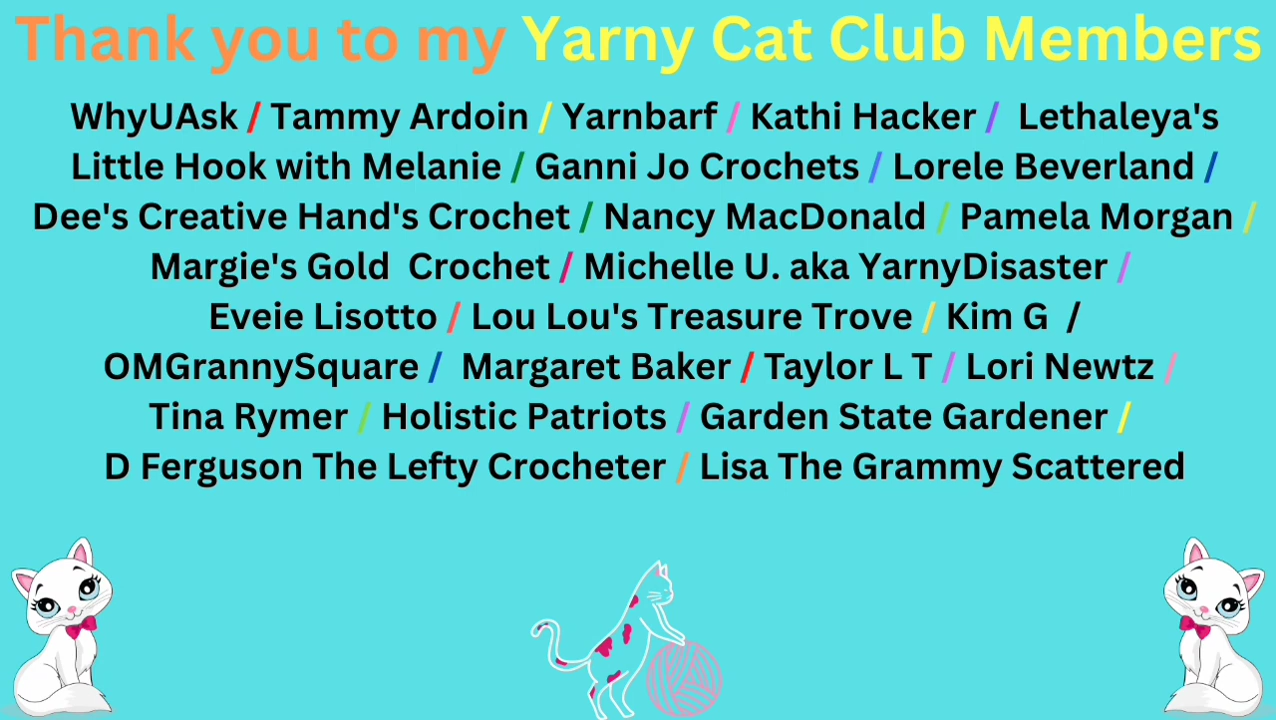 Thank you to my Yarny Cat Club Members
WhyUAsk / Tammy Ardoin / Yarnbarf / Kathi Hacker / Lethaleya's
Little Hook with Melanie / Ganni Jo Crochets / Lorele Beverland /
Dee's Creative Hand's Crochet / Nancy MacDonald / Pamela Morgan /
Margie's Gold  Crochet / Michelle U. aka YarnyDisaster /
Eveie Lisotto / Lou Lou's Treasure Trove / Kim G  /
OMGrannySquare /  Margaret Baker / Taylor L T / Lori Newtz /
Tina Rymer / Holistic Patriots / Garden State Gardener /
D Ferguson The Lefty Crocheter / Lisa The Grammy Scattered